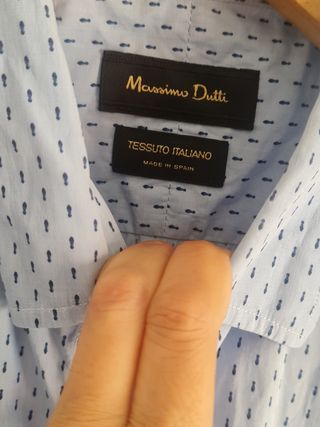 Massimo Dutti
TESSUTO ITALIANO
MADE IN SPAIN